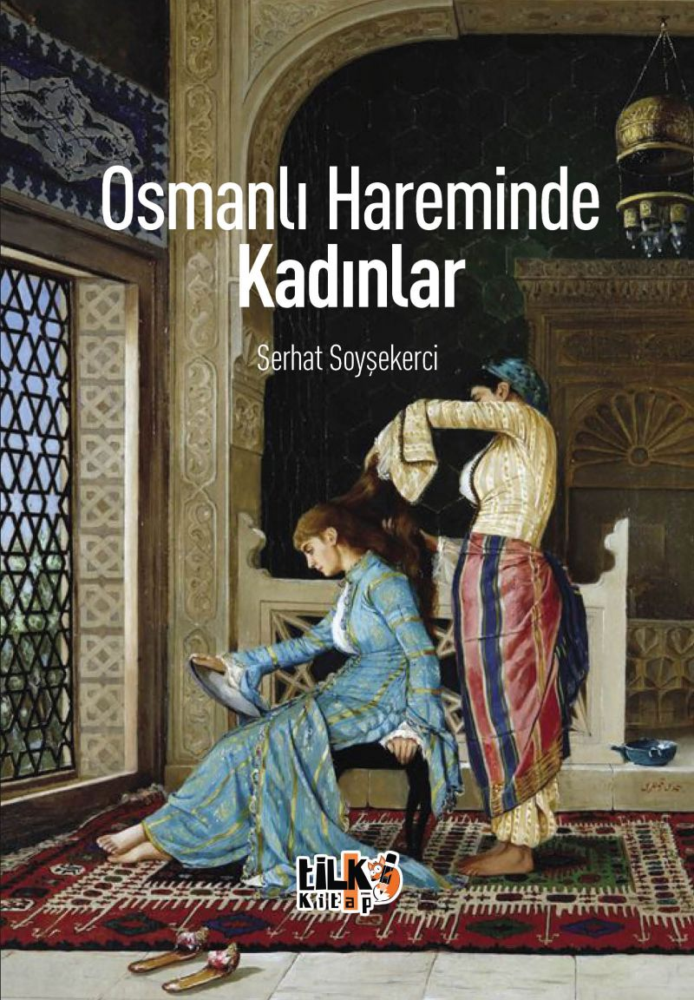 Osmanlı Hareminde
Kadınlar
Serhat Soyşekerci
tiLKi
Kitap